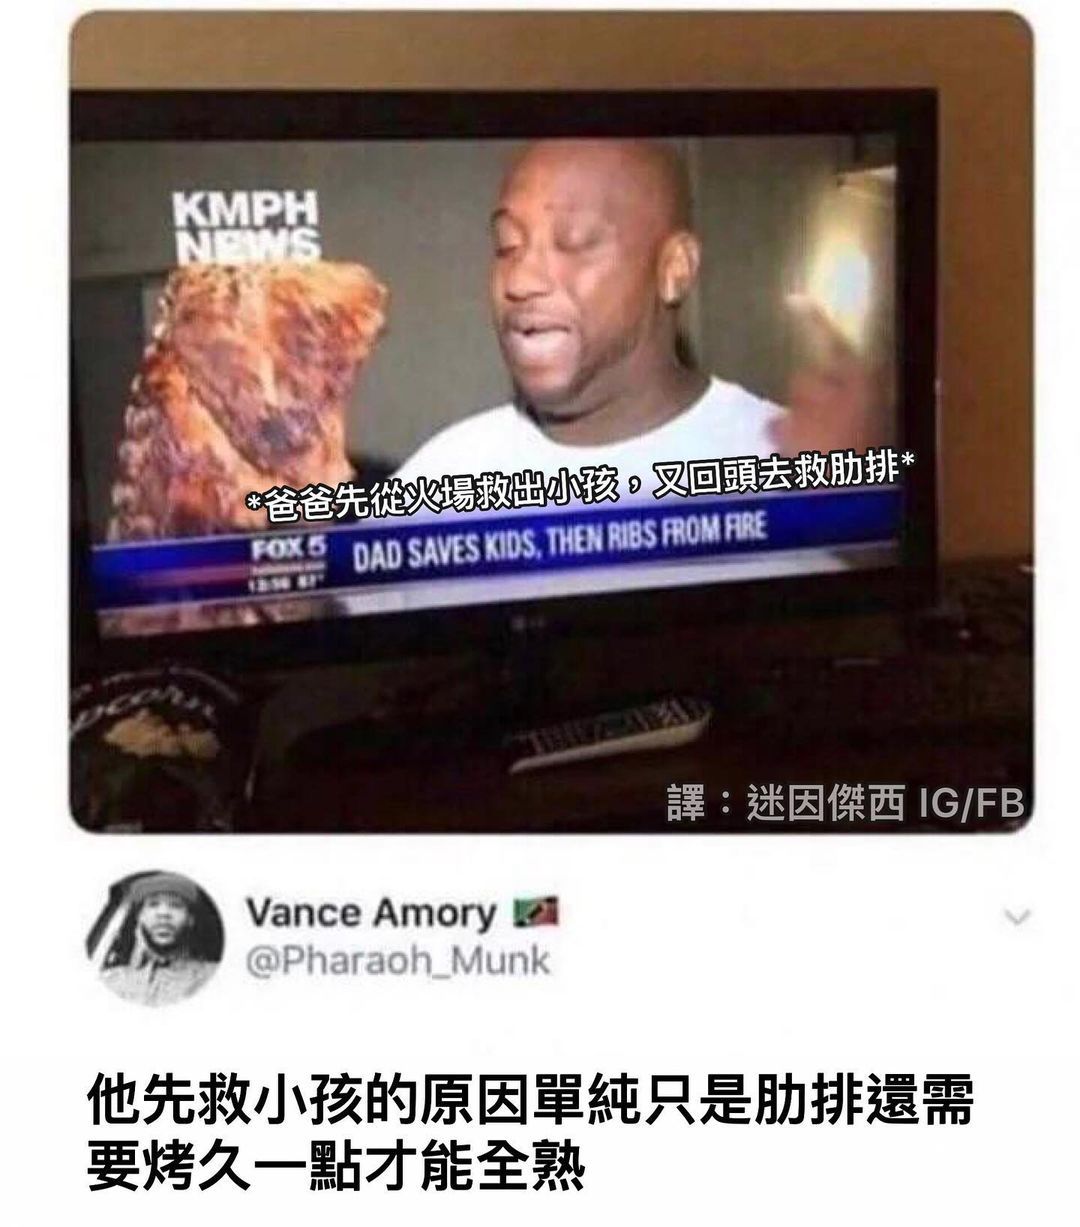 KMPH
NEWS
*爸爸先從火場救出小孩，又回頭去救肋排*
FOX 5
DAD SAVES KIDS, THEN RIBS FROM FIRE
譯：迷因傑西 IG/FB
Vance Amory
@Pharaoh_Munk
他先救小孩的原因單純只是肋排還需
要烤久一點才能全熟